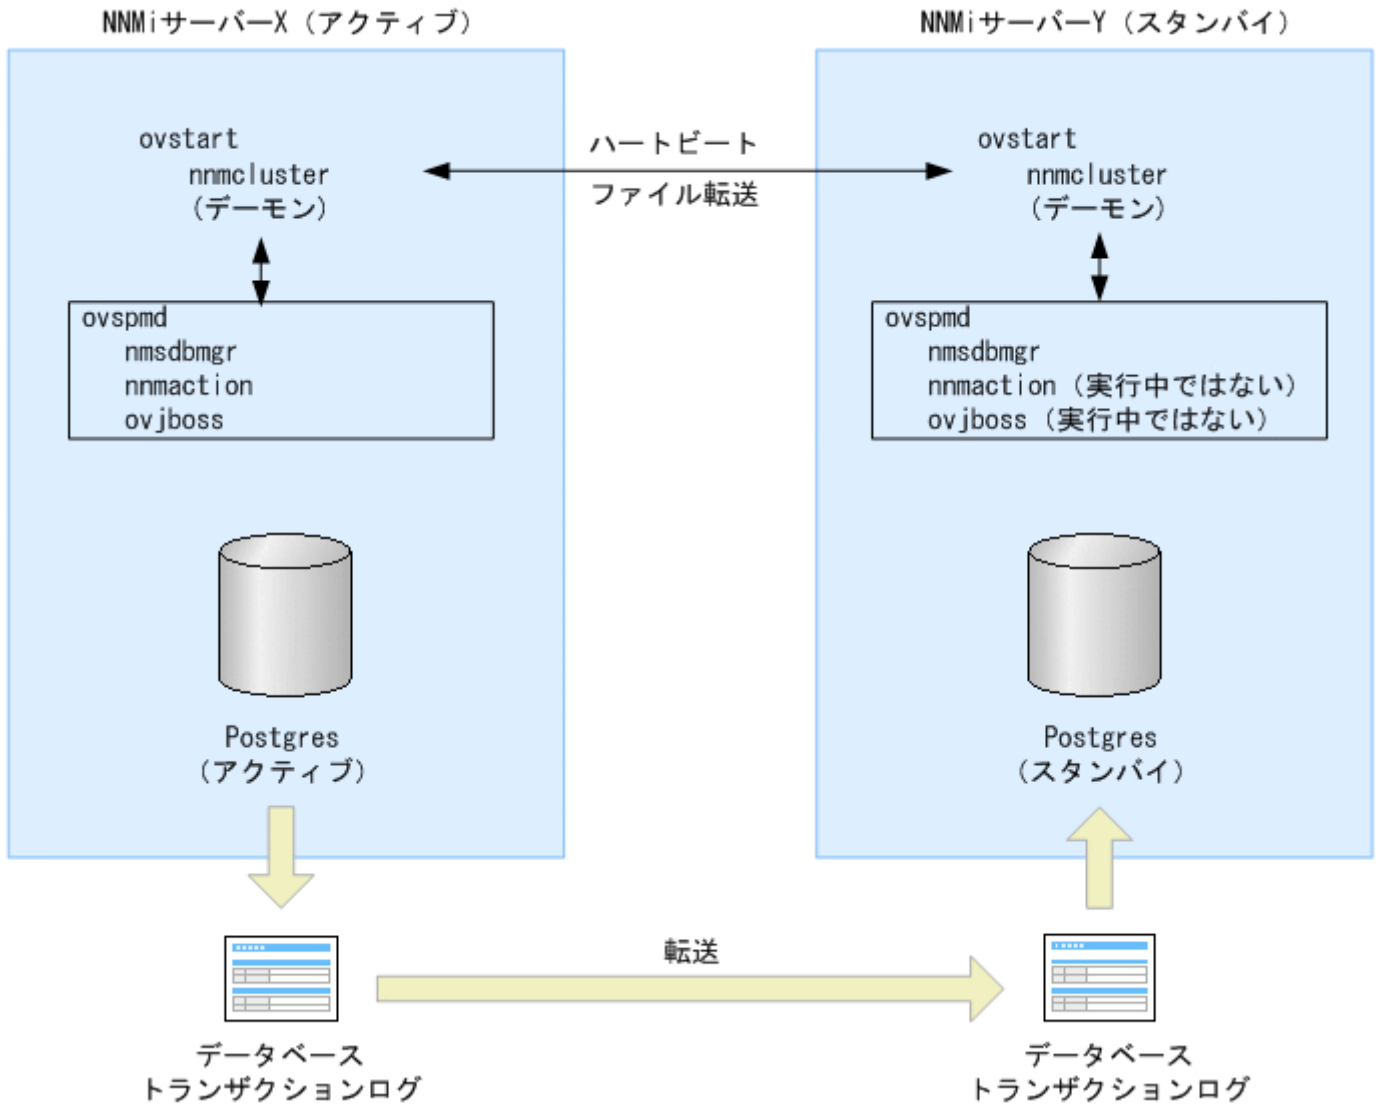 NNMiサーバーX（アクティブ）
NNMiサーバーY（スタンバイ）
ovstart
nnmcluster
（デーモン）
ハートビート
ファイル転送
ovstart
nnmcluster
（デーモン）
ovspmd
nmsdbmgr
nnmaction
ovjboss
ovspmd
nmsdbmgr
nnmaction（実行中ではない）
ovjboss（実行中ではない）
Postgres
（アクティブ）
Postgres
（スタンバイ）
転送
データベース
トランザクションログ
データベース
トランザクションログ